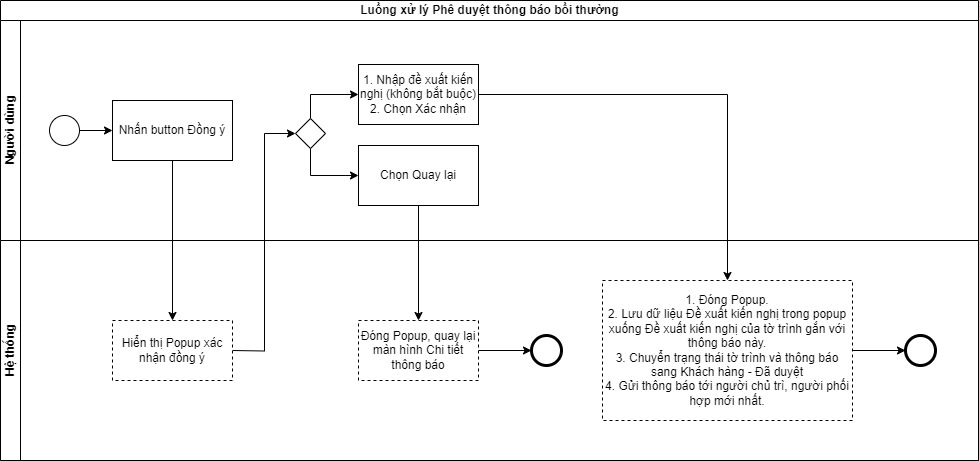 Luồng xử lý Phê duyệt thông báo bồi thường
Người dùng
Nhấn button Đồng ý
1. Nhập đề xuất kiến
nghị (không bắt buộc)
2. Chọn Xác nhận
Chọn Quay lại
Hệ thống
Hiển thị Popup xác
nhận đồng ý
Đóng Popup, quay lại
màn hình Chi tiết
thông báo
1. Đóng Popup.
2. Lưu dữ liệu Đề xuất kiến nghị trong popup
xuống Đề xuất kiến nghị của tờ trình gắn với
thông báo này.
3. Chuyển trạng thái tờ trình và thông báo
sang Khách hàng - Đã duyệt
4. Gửi thông báo tới người chủ trì, người phối
hợp mới nhất.